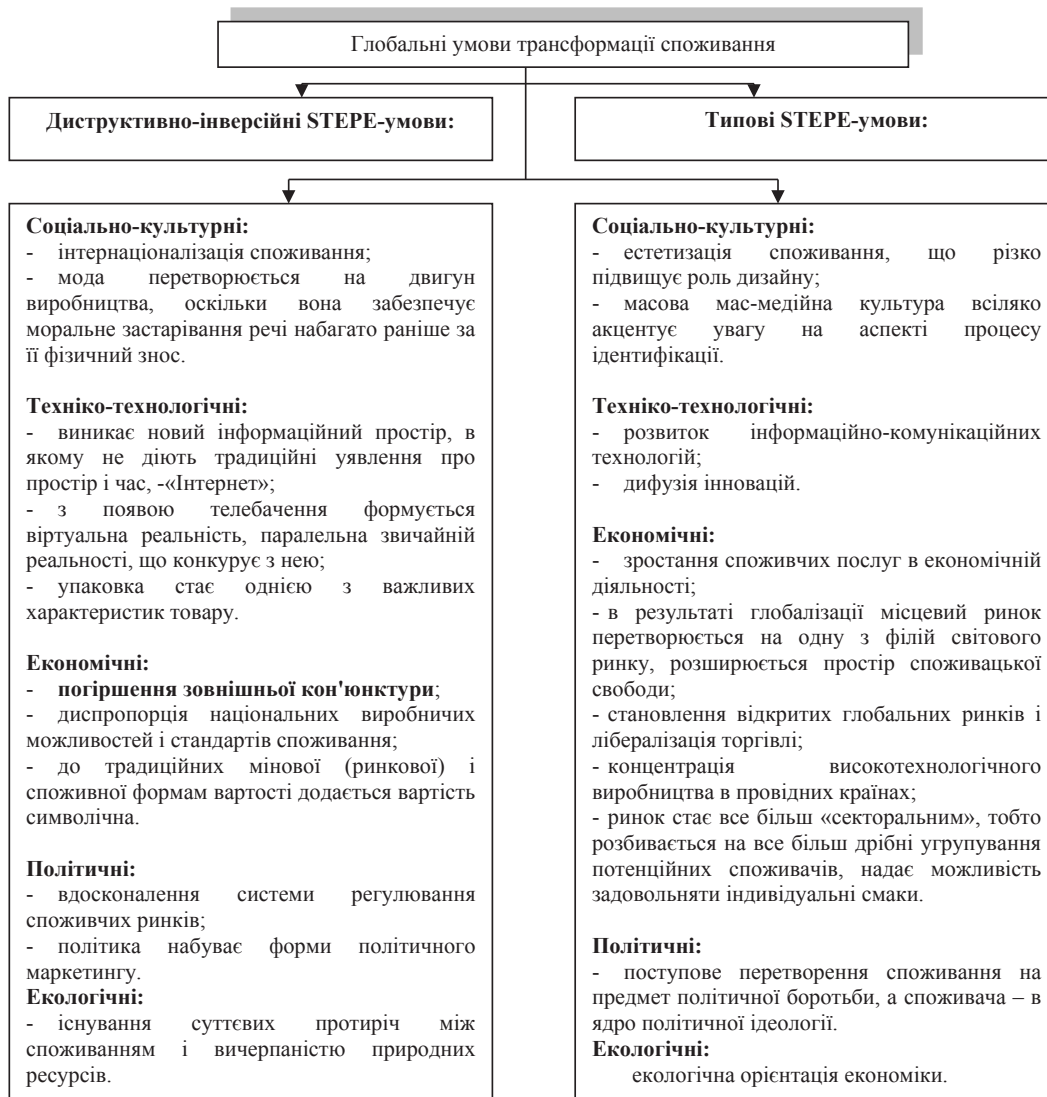 Глобальні умови трансформації споживання
Диструктивно-інверсійні STEPE-умови:
Типові STEPE-умови:
Соціально-культурні:
- інтернаціоналізація споживання;
- мода перетворюється на двигун
виробництва, оскільки вона забезпечує
моральне застарівання речі набагато раніше за
її фізичний знос.
Техніко-технологічні:
- виникає новий інформаційний простір, в
якому не діють традиційні уявлення про
простір і час, -«Інтернет»;
- з появою телебачення формується
віртуальна реальність, паралельна звичайній
реальності, що конкурує з нею;
- упаковка стає однією з важливих
характеристик товару.
Економічні:
- погіршення зовнішньої кон'юнктури;
- диспропорція національних виробничих
можливостей і стандартів споживання;
- до традиційних мінової (ринкової) і
споживної формам вартості додається вартість
символічна.
Політичні:
- вдосконалення системи регулювання
споживчих ринків;
- політика набуває форми політичного
маркетингу.
Екологічні:
- існування суттєвих протиріч між
споживанням і вичерпаністю природних
ресурсів.
Соціально-культурні:
- естетизація споживання, що різко
підвищує роль дизайну;
- масова мас-медійна культура всіляко
акцентує увагу на аспекті процесу
ідентифікації.
Техніко-технологічні:
- розвиток інформаційно-комунікаційних
технологій;
- дифузія інновацій.
Економічні:
- зростання споживчих послуг в економічній
діяльності;
- в результаті глобалізації місцевий ринок
перетворюється на одну з філій світового
ринку, розширюється простір споживацької
свободи;
- становлення відкритих глобальних ринків і
лібералізація торгівлі;
- концентрація високотехнологічного
виробництва в провідних країнах;
- ринок стає все більш «секторальним», тобто
розбивається на все більш дрібні угрупування
потенційних споживачів, надає можливість
задовольняти індивідуальні смаки.
Політичні:
- поступове перетворення споживання на
предмет політичної боротьби, а споживача – в
ядро політичної ідеології.
Екологічні:
екологічна орієнтація економіки.